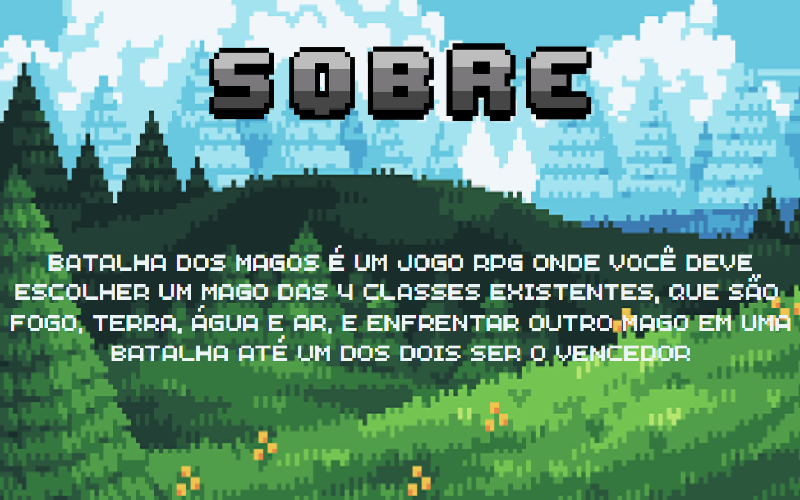 SOBRE
BATALHA DOS MAGOS É UM JOGO RPG ONDE VOCÊ DEVE
ESCOLHER UM MAGO DAS 4 CLASSES EXISTENTES, QUE SÃO
FOGO, TERRA, ÁGUA E AR, E ENFRENTAR OUTRO MAGO EM UMA
BATALHA ATÉ UM DOS DOIS SER O VENCEDOR